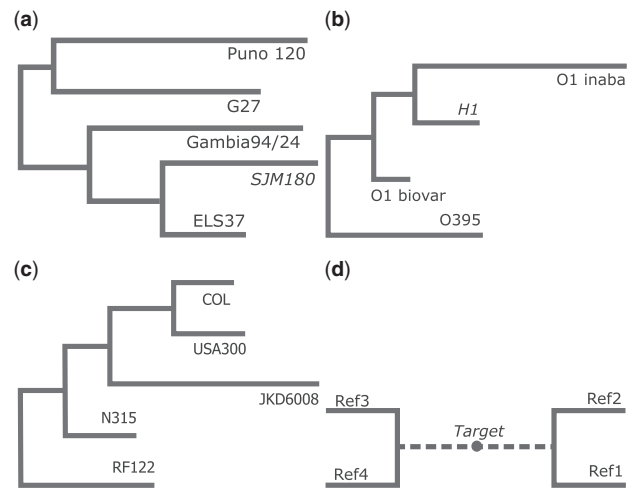 (a)
Puno 120
G27
Gambia94/24
SJM180
ELS37
(b)
O1 inaba
H1
O1 biovar
O395
(c)
COL
USA300
JKD6008
N315
RF122
(d)
Ref3
Ref2
Target
Ref4
Ref1